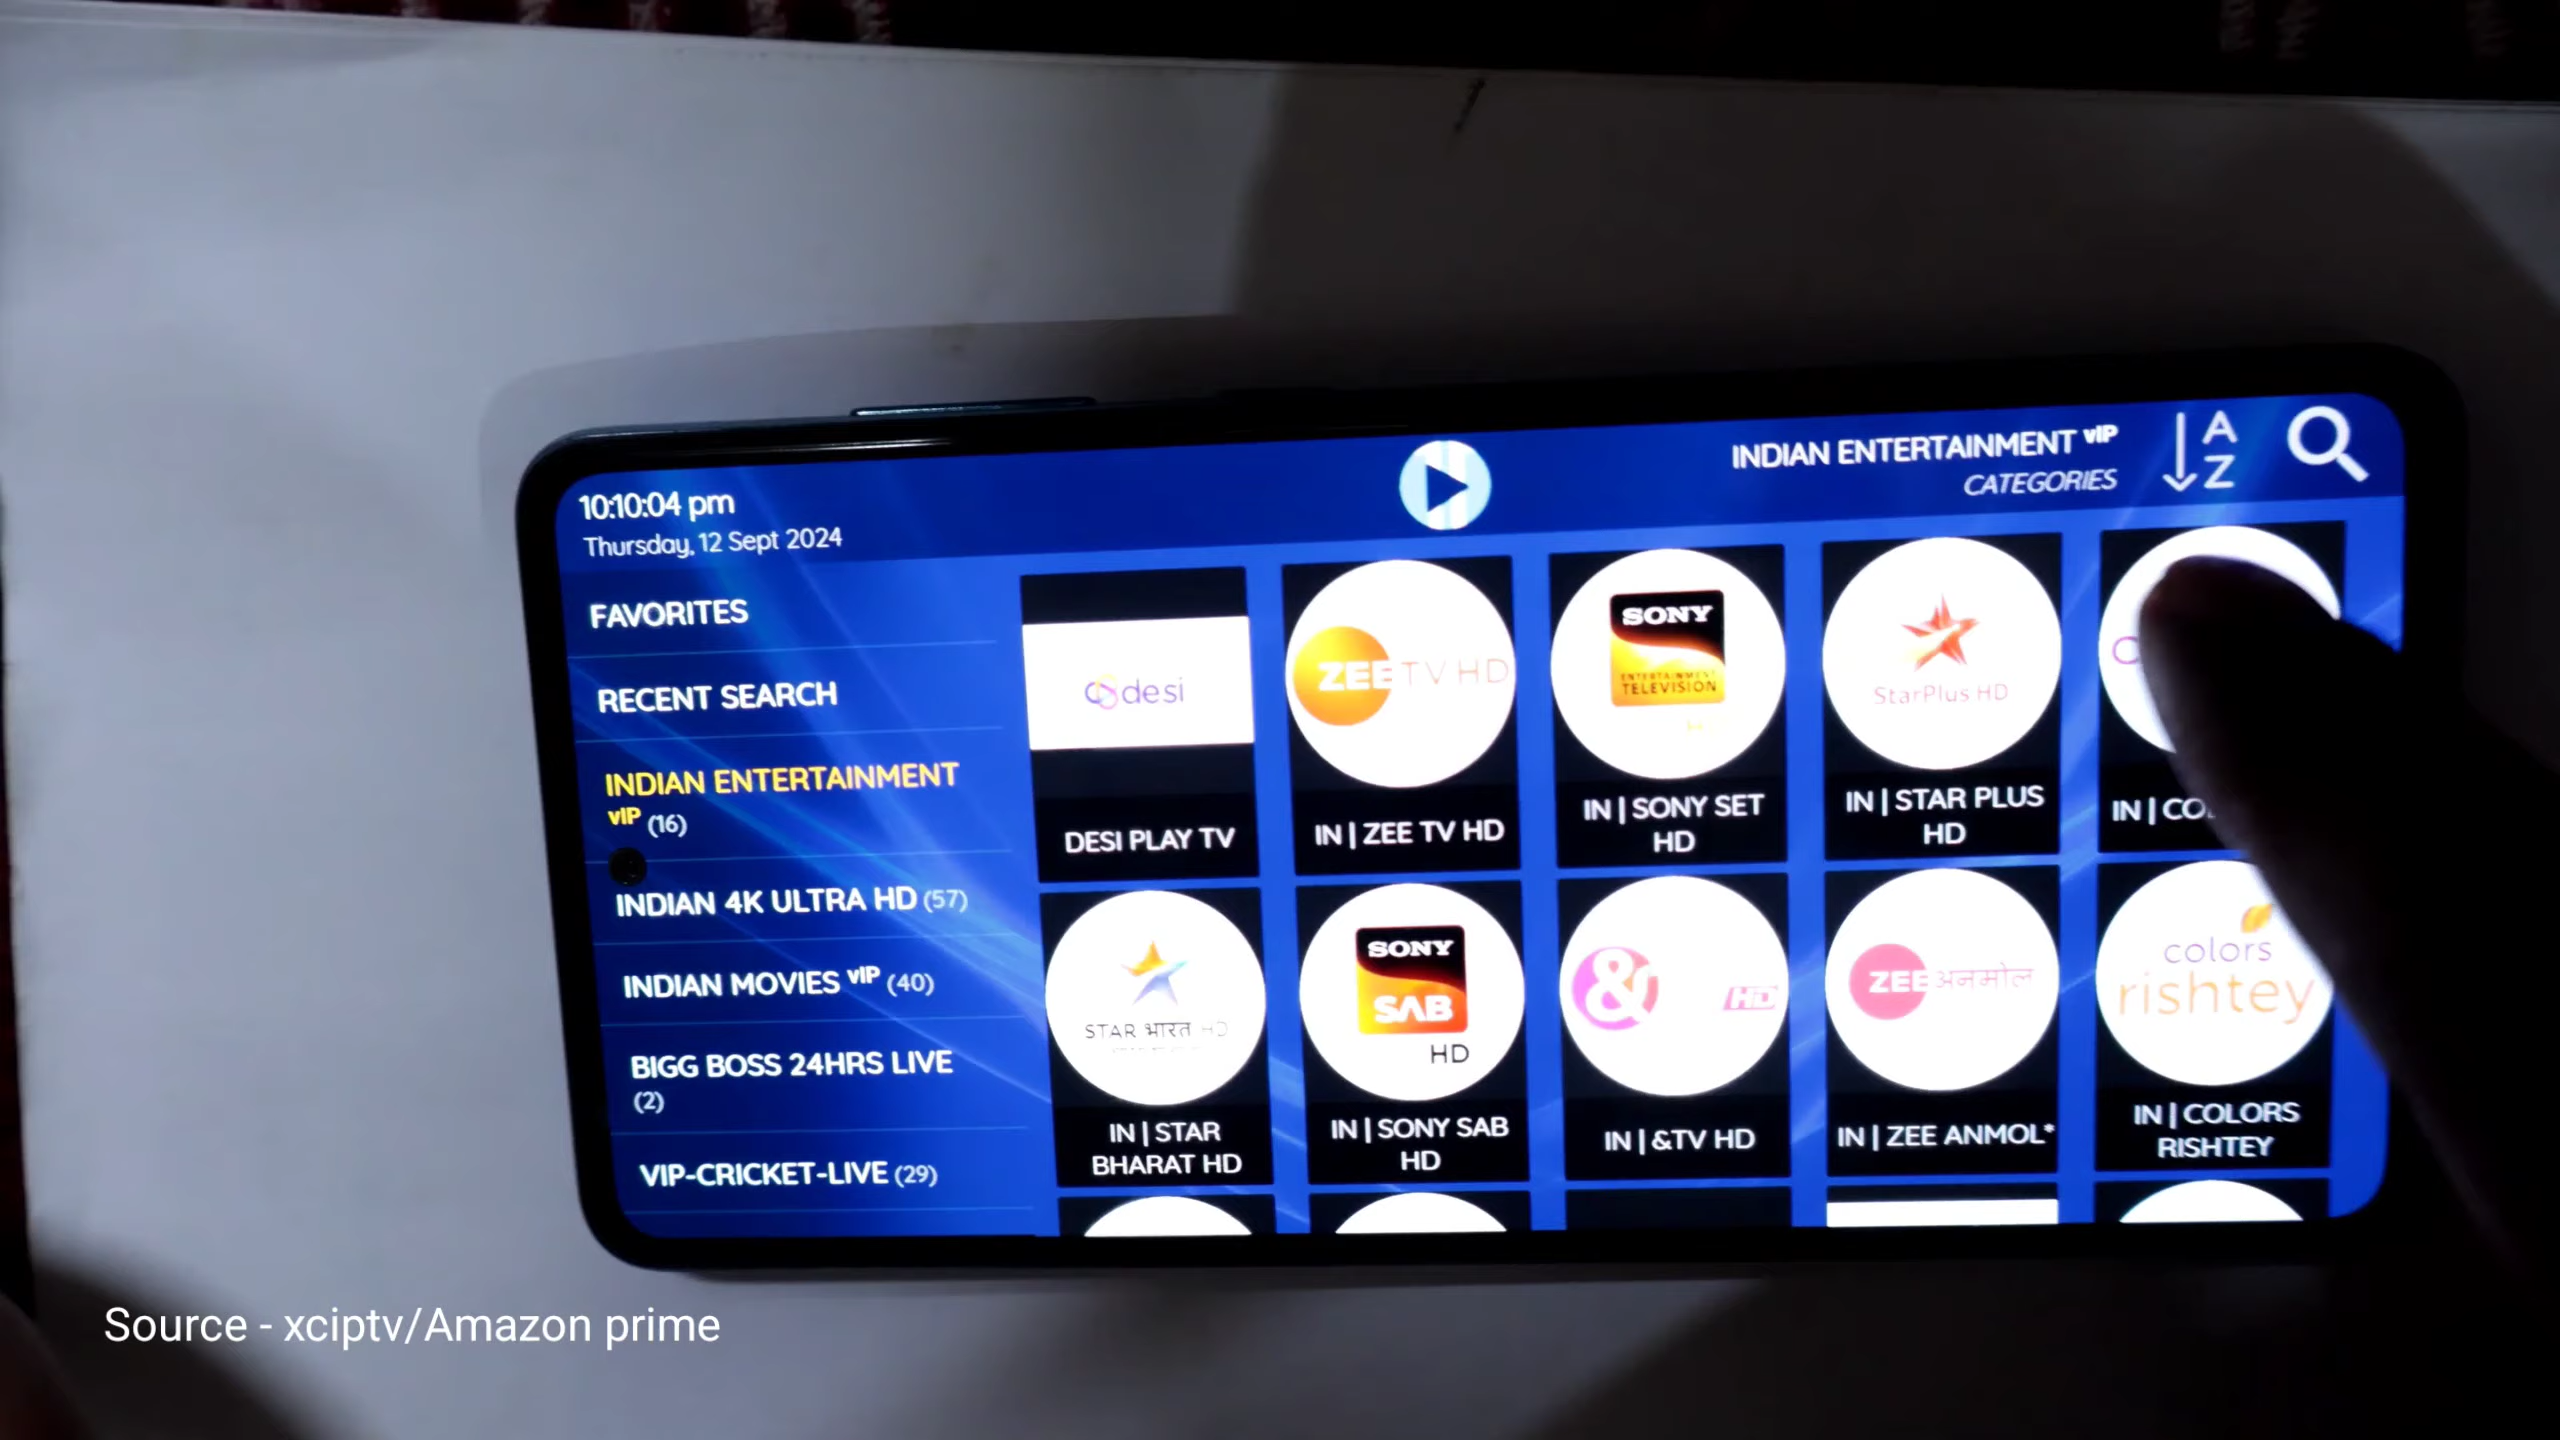 10:10:04 pm
Thursday, 12 Sept 2024
INDIAN ENTERTAINMENT vIP
CATEGORIES
A
Z
FAVORITES
RECENT SEARCH
INDIAN ENTERTAINMENT
vIP (16)
INDIAN 4K ULTRA HD (57)
INDIAN MOVIES vIP (40)
BIGG BOSS 24HRS LIVE
(2)
VIP-CRICKET-LIVE (29)
desi
DESI PLAY TV
ZEE TV HD
IN | ZEE TV HD
SONY
ENTERTAINMENT
TELEVISION
IN | SONY SET
HD
StarPlus HD
IN | STAR PLUS
HD
IN |
STAR भारत HD
IN | STAR
BHARAT HD
SONY
SAB
HD
IN | SONY SAB
HD
&
HD
IN | &TV HD
ZEE अनमोल
IN | ZEE ANMOL*
colors
rishtey
IN | COLORS
RISHTEY
Source - xciptv/Amazon prime